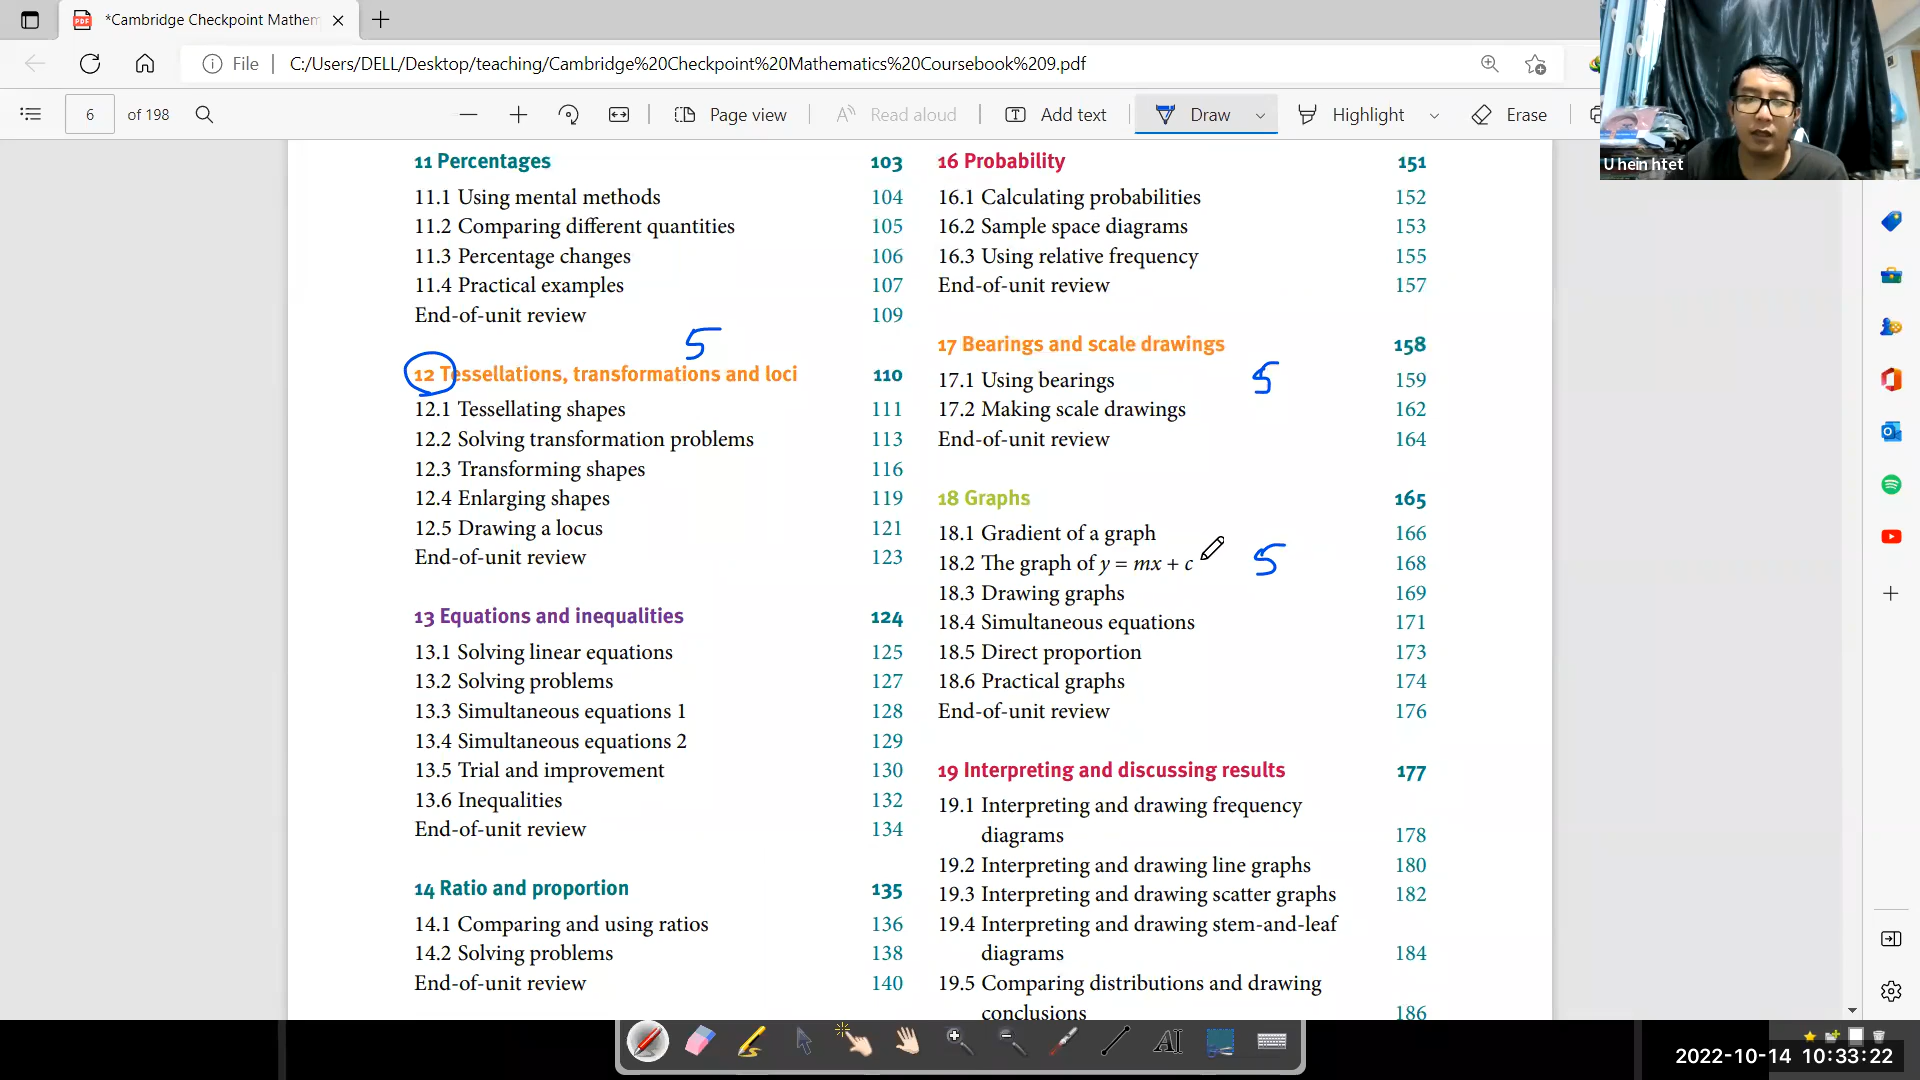 *Cambridge Checkpoint Mathem
File
C:/Users/DELL/Desktop/teaching/Cambridge%20Checkpoint%20Mathematics%20Coursebook%209.pdf
6 of 198
Page view
Read aloud
Add text
Draw
Highlight
Erase
U hein htet
11 Percentages 103
11.1 Using mental methods 104
11.2 Comparing different quantities 105
11.3 Percentage changes 106
11.4 Practical examples 107
End-of-unit review 109
5
12 Tessellations, transformations and loci 110
12.1 Tessellating shapes 111
12.2 Solving transformation problems 113
12.3 Transforming shapes 116
12.4 Enlarging shapes 119
12.5 Drawing a locus 121
End-of-unit review 123
13 Equations and inequalities 124
13.1 Solving linear equations 125
13.2 Solving problems 127
13.3 Simultaneous equations 1 128
13.4 Simultaneous equations 2 129
13.5 Trial and improvement 130
13.6 Inequalities 132
End-of-unit review 134
14 Ratio and proportion 135
14.1 Comparing and using ratios 136
14.2 Solving problems 138
End-of-unit review 140
16 Probability 151
16.1 Calculating probabilities 152
16.2 Sample space diagrams 153
16.3 Using relative frequency 155
End-of-unit review 157
17 Bearings and scale drawings 158
17.1 Using bearings 5 159
17.2 Making scale drawings 162
End-of-unit review 164
18 Graphs 165
18.1 Gradient of a graph 166
18.2 The graph of y = mx + c 5 168
18.3 Drawing graphs 169
18.4 Simultaneous equations 171
18.5 Direct proportion 173
18.6 Practical graphs 174
End-of-unit review 176
19 Interpreting and discussing results 177
19.1 Interpreting and drawing frequency
diagrams 178
19.2 Interpreting and drawing line graphs 180
19.3 Interpreting and drawing scatter graphs 182
19.4 Interpreting and drawing stem-and-leaf
diagrams 184
19.5 Comparing distributions and drawing
conclusions 186
2022-10-14 10:33:22